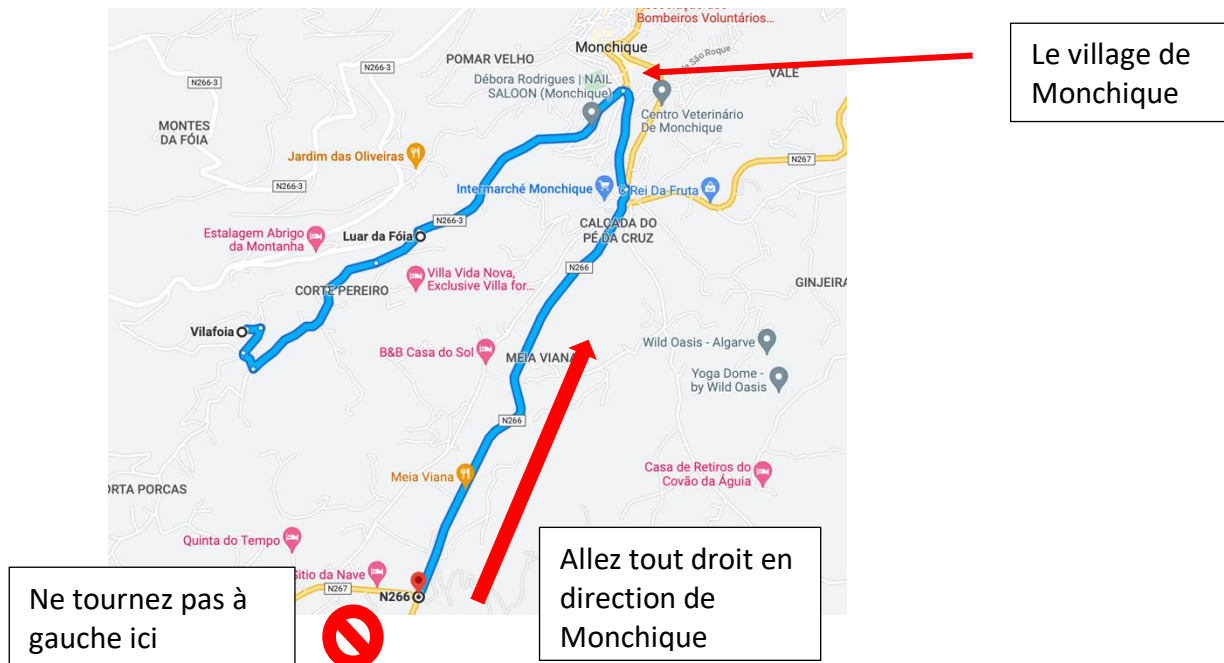 Bombeiros Voluntários...
Monchique
POMAR VELHO
São Roque
VALE
Débora Rodrigues | NAIL
SALOON (Monchique)
Centro Veterinário
De Monchique
N266-3
MONTES
DA FÓIA
Jardim das Oliveiras
N267
N266-3
Intermarché Monchique
Rei Da Fruta
CALÇADA DO
PÉ DA CRUZ
N266-3
Estalagem Abrigo
da Montanha
Luar da Fóia
N266
Villa Vida Nova,
Exclusive Villa for...
CORTE PEREIRO
GINJEIRA
Vilafoia
B&B Casa do Sol
MEIA VIANA
Wild Oasis - Algarve
Yoga Dome -
by Wild Oasis
N266
Meia Viana
Casa de Retiros do
Covão da Águia
ORTA PORCAS
Quinta do Tempo
Sitio da Nave
N267
N266
Le village de
Monchique
Allez tout droit en
direction de
Monchique
Ne tournez pas à
gauche ici